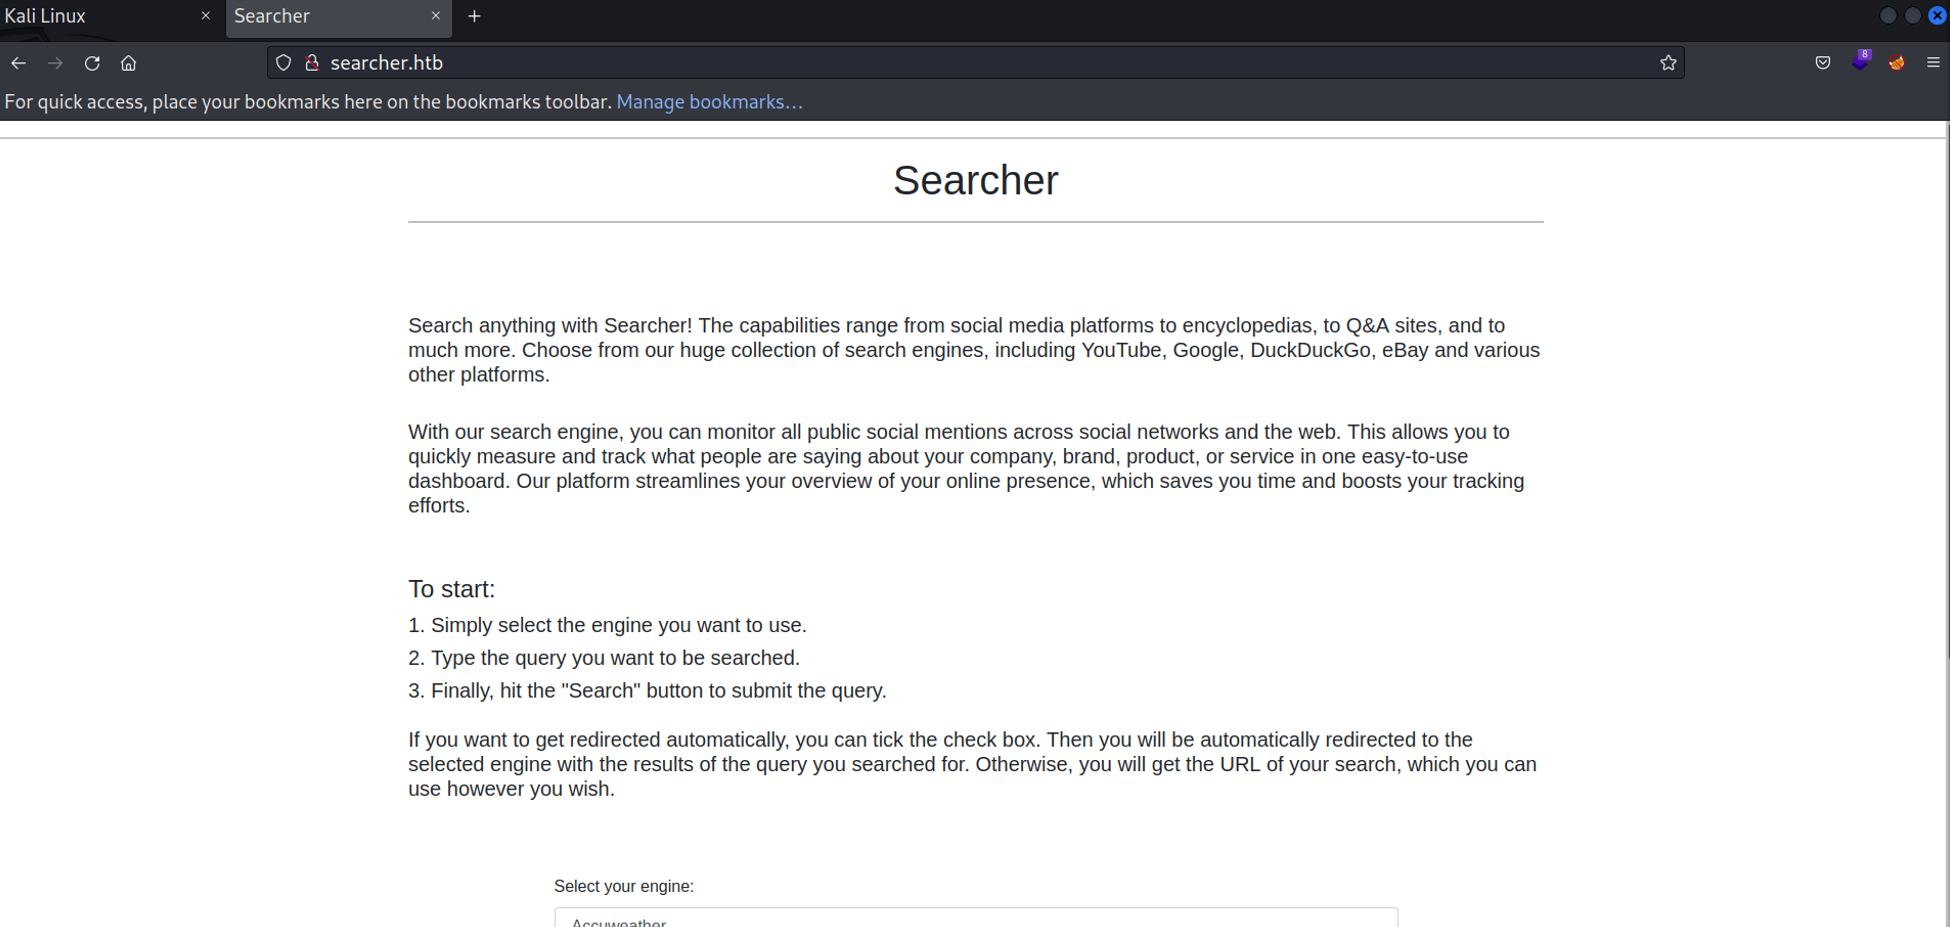 Kali Linux
Searcher
searcher.htb
8
For quick access, place your bookmarks here on the bookmarks toolbar. Manage bookmarks...
Searcher
Search anything with Searcher! The capabilities range from social media platforms to encyclopedias, to Q&A sites, and to
much more. Choose from our huge collection of search engines, including YouTube, Google, DuckDuckGo, eBay and various
other platforms.
With our search engine, you can monitor all public social mentions across social networks and the web. This allows you to
quickly measure and track what people are saying about your company, brand, product, or service in one easy-to-use
dashboard. Our platform streamlines your overview of your online presence, which saves you time and boosts your tracking
efforts.
To start:
1. Simply select the engine you want to use.
2. Type the query you want to be searched.
3. Finally, hit the "Search" button to submit the query.
If you want to get redirected automatically, you can tick the check box. Then you will be automatically redirected to the
selected engine with the results of the query you searched for. Otherwise, you will get the URL of your search, which you can
use however you wish.
Select your engine:
Accuweather